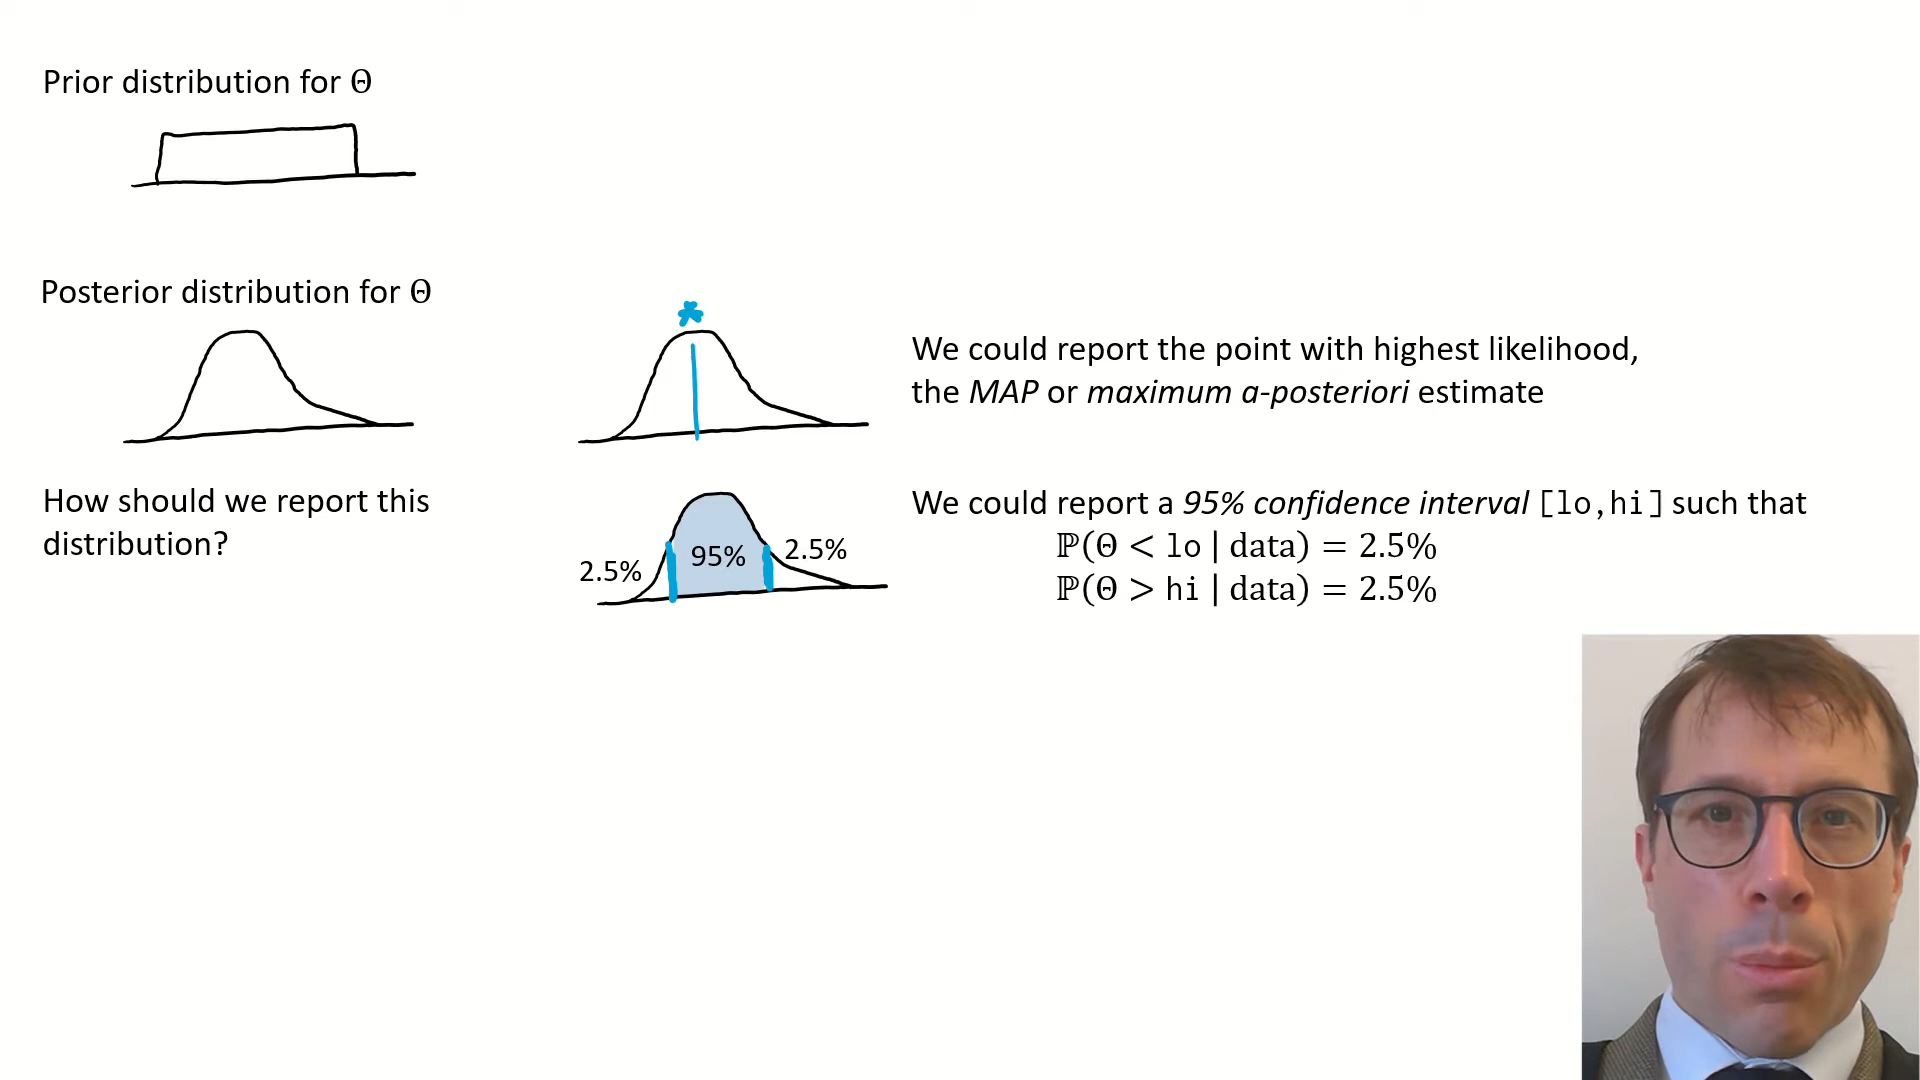 Prior distribution for Θ
Posterior distribution for Θ
We could report the point with highest likelihood,
the MAP or maximum a-posteriori estimate
How should we report this
distribution?
2.5%
95%
2.5%
We could report a 95% confidence interval [lo,hi] such that
ℙ(Θ < lo | data) = 2.5%
ℙ(Θ > hi | data) = 2.5%